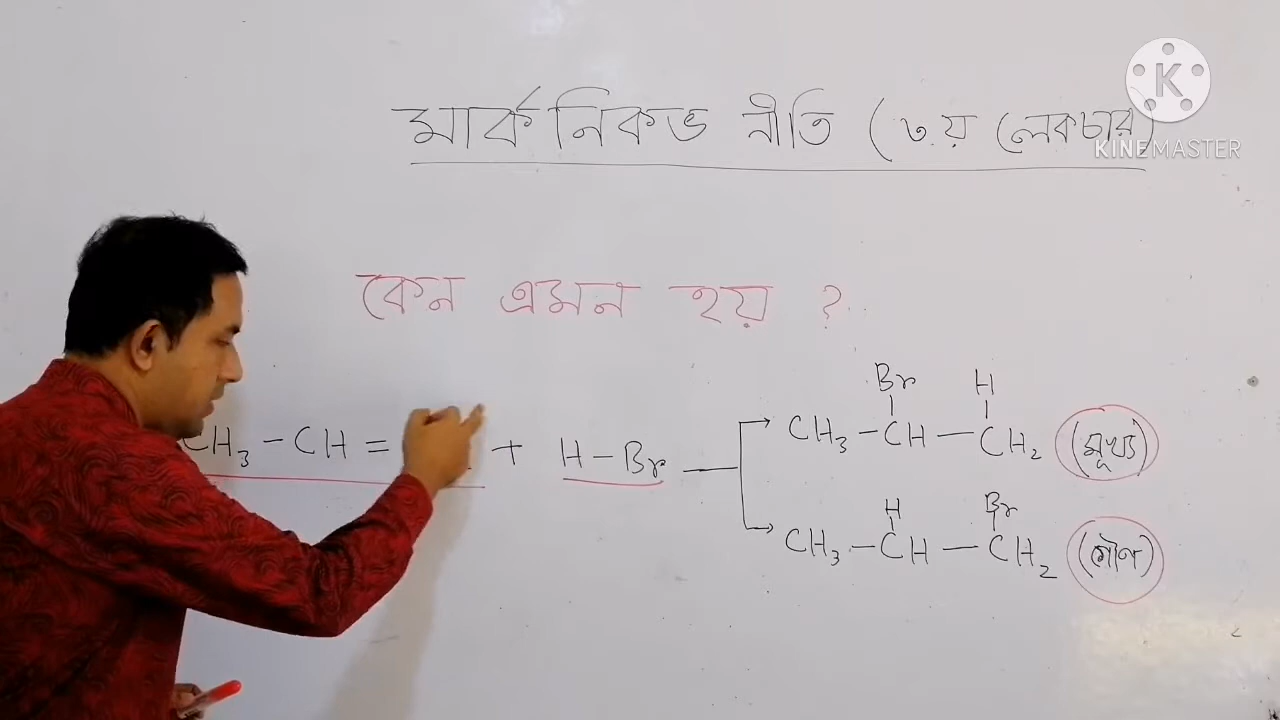 মার্কনিকভ নীতি (৩য় লেকচার)
K
KINEMASTER
কেন এমন হয় ?
Br H
CH3 – CH = + H – Br CH3 – CH – CH2 (মূখ্য)
H Br
CH3 – CH – CH2 (গৌণ)